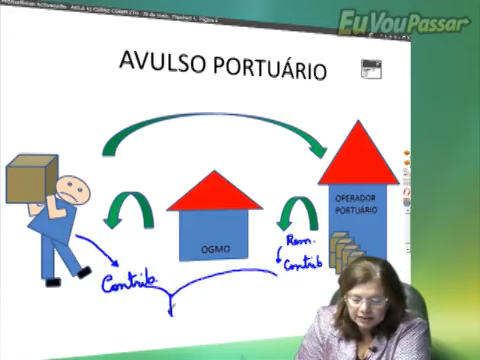 EuVouPassar
AVULSO PORTUÁRIO
OPERADOR
PORTUÁRIO
OGMO
Rem.
Contrib
Contrib.